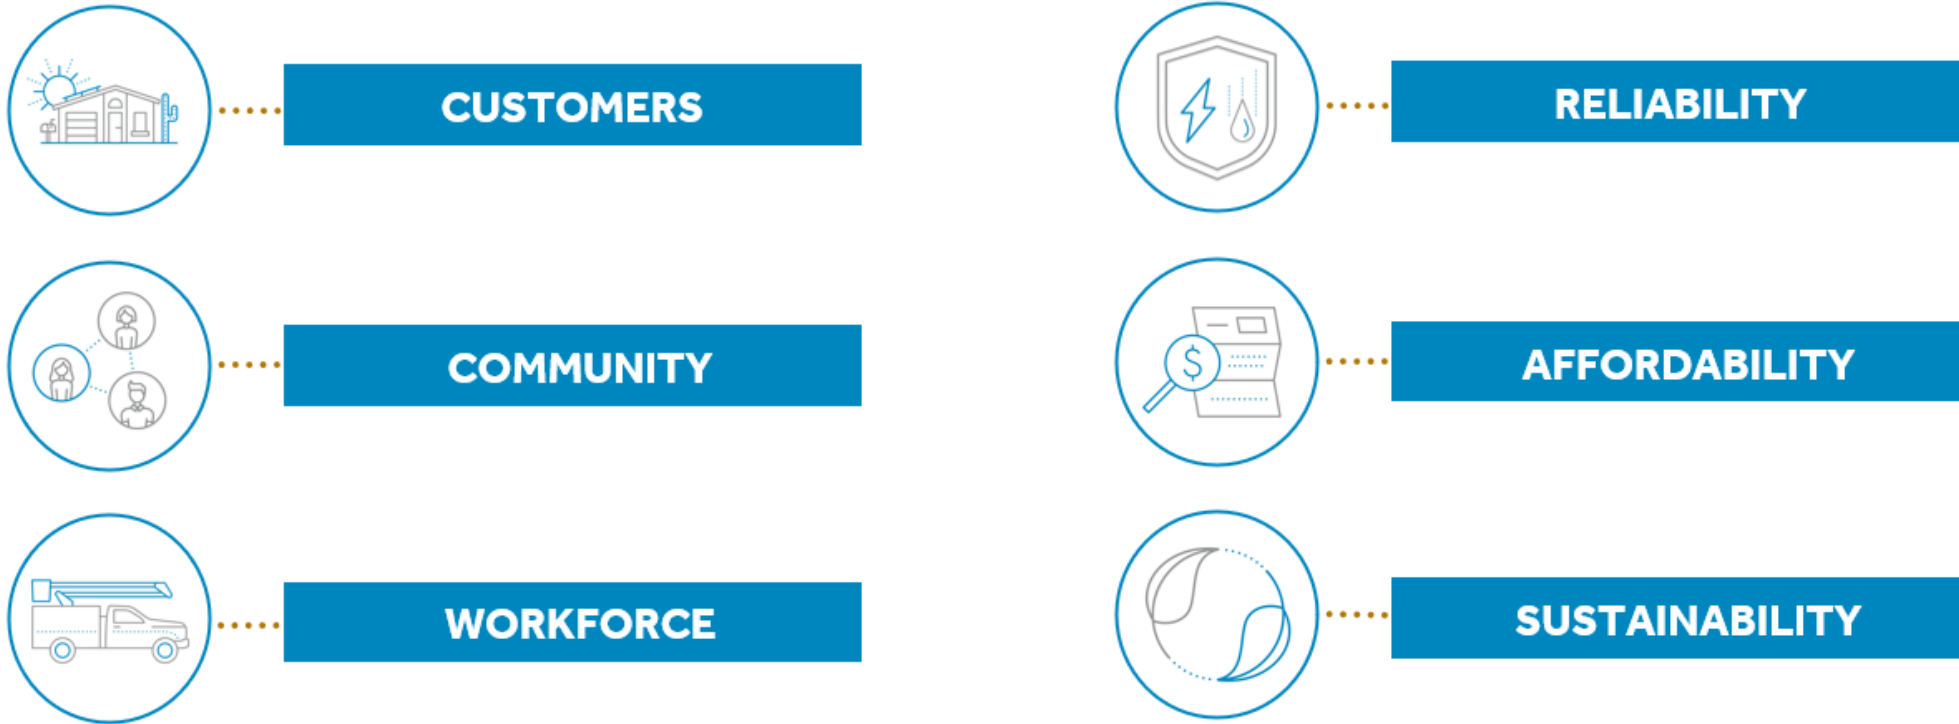 CUSTOMERS
COMMUNITY
WORKFORCE
RELIABILITY
$
AFFORDABILITY
SUSTAINABILITY